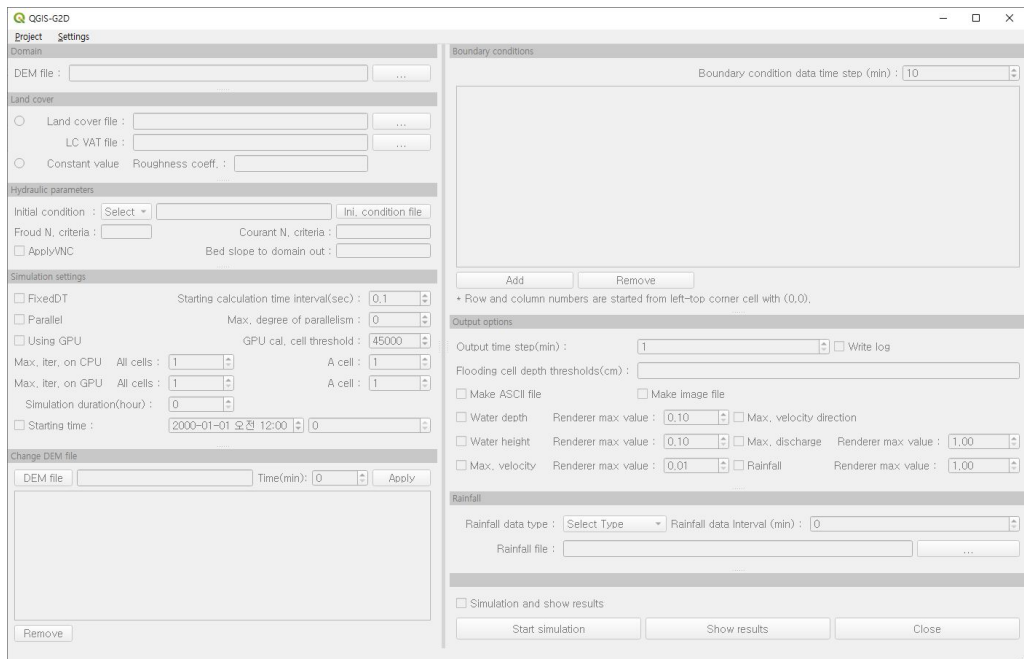 QGIS-G2D
Project Settings
Domain
DEM file : ...
Land cover
Land cover file : ...
LC VAT file : ...
Constant value Roughness coeff. :
Hydraulic parameters
Initial condition : Select Ini. condition file
Froud N. criteria : Courant N. criteria :
ApplyVNC Bed slope to domain out :
Simulation settings
FixedDT Starting calculation time interval(sec) : 0.1
Parallel Max. degree of parallelism : 0
Using GPU GPU cal. cell threshold : 45000
Max. iter. on CPU All cells : 1 A cell : 1
Max. iter. on GPU All cells : 1 A cell : 1
Simulation duration(hour) : 0
Starting time : 2000-01-01 오전 12:00 0
Change DEM file
DEM file Time(min): 0 Apply
Remove
Boundary conditions
Boundary condition data time step (min) : 10
Add Remove
* Row and column numbers are started from left-top corner cell with (0,0).
Output options
Output time step(min) : 1 Write log
Flooding cell depth thresholds(cm) :
Make ASCII file Make image file
Water depth Renderer max value : 0.10 Max. velocity direction
Water height Renderer max value : 0.10 Max. discharge Renderer max value : 1.00
Max. velocity Renderer max value : 0.01 Rainfall Renderer max value : 1.00
Rainfall
Rainfall data type : Select Type Rainfall data Interval (min) : 0
Rainfall file : ...
Simulation and show results
Start simulation Show results Close